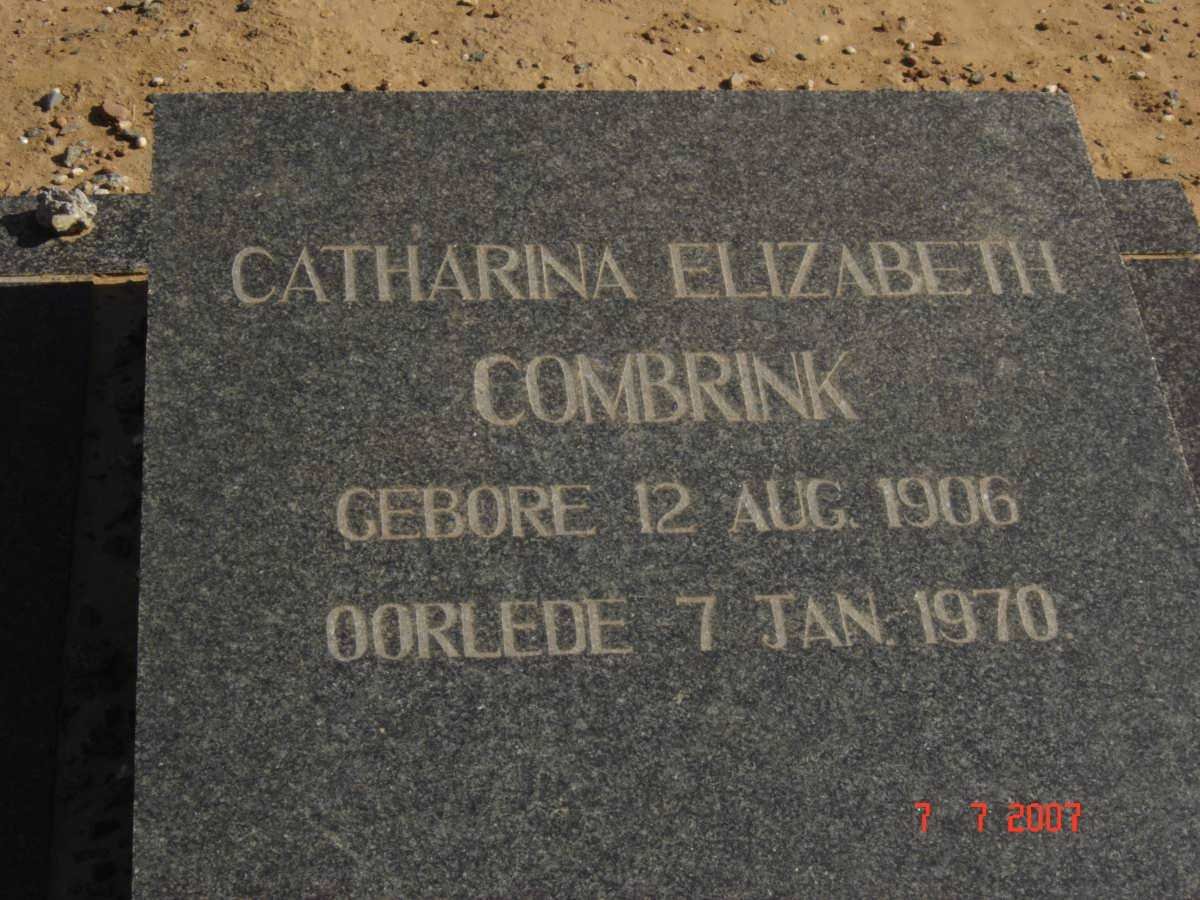 CATHARINA ELIZABETH
COMBRINK
GEBORE 12 AUG. 1906
OORLEDE 7 JAN. 1970.
7 7 2007